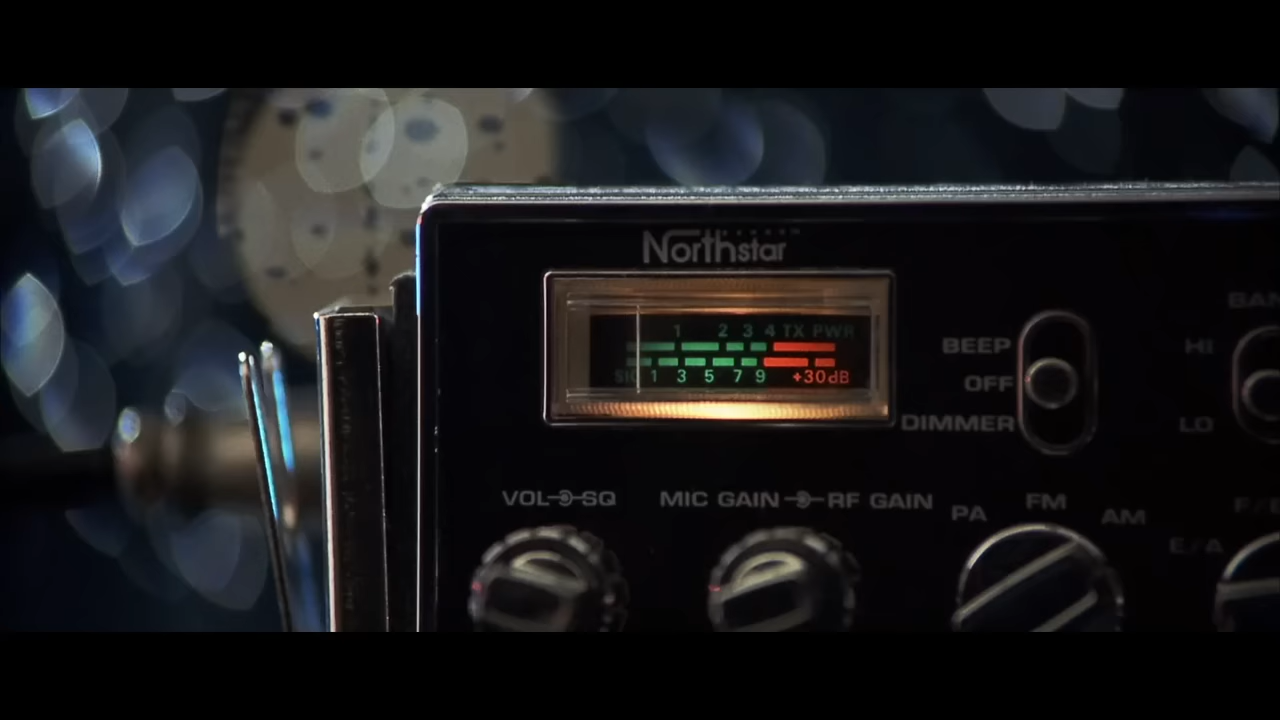 Northstar
1 2 3 4 TX PWR
SIG 1 3 5 7 9 +30dB
BEEP
OFF
DIMMER
HI
LO
VOL SQ
MIC GAIN RF GAIN
PA FM AM